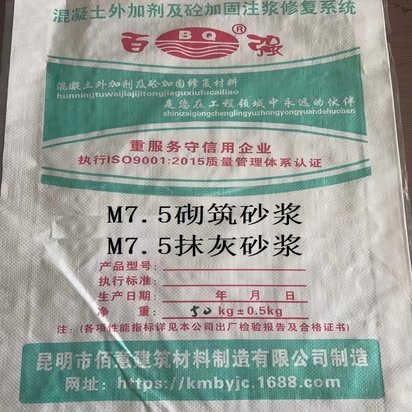 混凝土外加剂及砼加固注浆修复系统
百 BQ ® 强
混凝土外加剂及砼加固修复材料
hunningtuwaijiajijitongjiaguxiufucailiao
是您在工程领域中永远的伙伴
shinizaigongchenglingyuzhongyongyuandehuoban
重服务守信用企业
执行ISO9001:2015质量管理体系认证
M7.5砌筑砂浆
M7.5抹灰砂浆
产品型号:
执行标准:
生产日期: 年 月 日
净 重: 50 kg±0.5kg
注: (各项性能指标详见本公司出厂检验报告及合格证书)
昆明市佰蕙建筑材料制造有限公司制造
网址: https://kmbyjc.1688.com